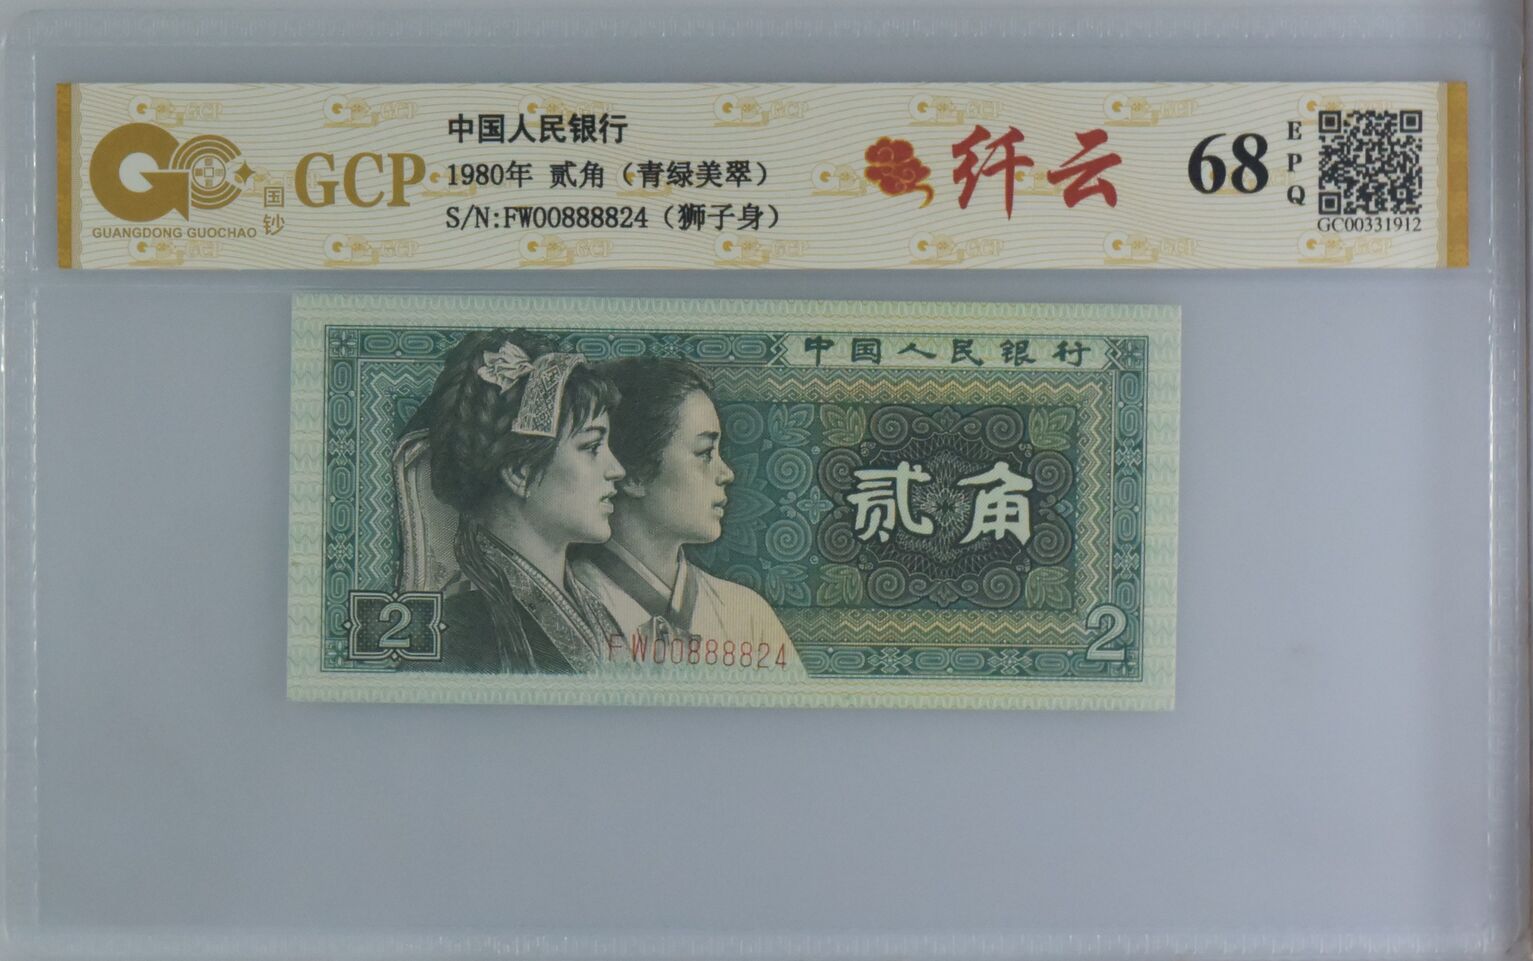 GUANGDONG GUOCHAO
国钞
GCP
中国人民银行
1980年 贰角（青绿美翠）
S/N:FW00888824（狮子身）
纤云
68
EPQ
GC00331912
中国人民银行
贰角
2
FW00888824
2